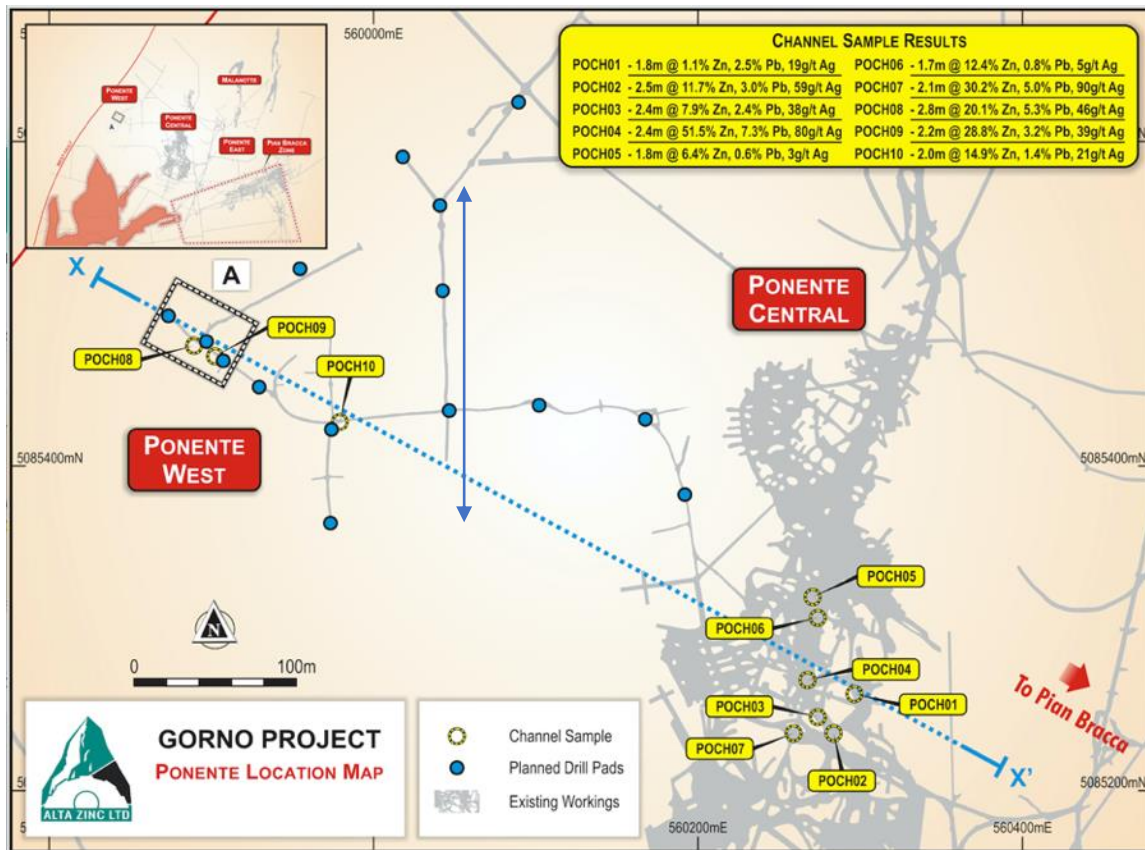 560000mE
CHANNEL SAMPLE RESULTS
POCH01 - 1.8m @ 1.1% Zn, 2.5% Pb, 19g/t Ag
POCH02 - 2.5m @ 11.7% Zn, 3.0% Pb, 59g/t Ag
POCH03 - 2.4m @ 7.9% Zn, 2.4% Pb, 38g/t Ag
POCH04 - 2.4m @ 51.5% Zn, 7.3% Pb, 80g/t Ag
POCH05 - 1.8m @ 6.4% Zn, 0.6% Pb, 3g/t Ag
POCH06 - 1.7m @ 12.4% Zn, 0.8% Pb, 5g/t Ag
POCH07 - 2.1m @ 30.2% Zn, 5.0% Pb, 90g/t Ag
POCH08 - 2.8m @ 20.1% Zn, 5.3% Pb, 46g/t Ag
POCH09 - 2.2m @ 28.8% Zn, 3.2% Pb, 39g/t Ag
POCH10 - 2.0m @ 14.9% Zn, 1.4% Pb, 21g/t Ag
MALANOTTE
PONENTE
WEST
A
PONENTE
CENTRAL
PONENTE
EAST
PIAN BRACCA
ZONE
X
A
PONENTE
CENTRAL
POCH09
POCH08
POCH10
PONENTE
WEST
5085400mN
5085400mN
POCH05
POCH06
POCH04
POCH01
POCH03
POCH07
POCH02
To Pian Bracca
X'
N
0
100m
GORNO PROJECT
PONENTE LOCATION MAP
ALTA ZINC LTD
Channel Sample
Planned Drill Pads
Existing Workings
5085200mN
560200mE
560400mE